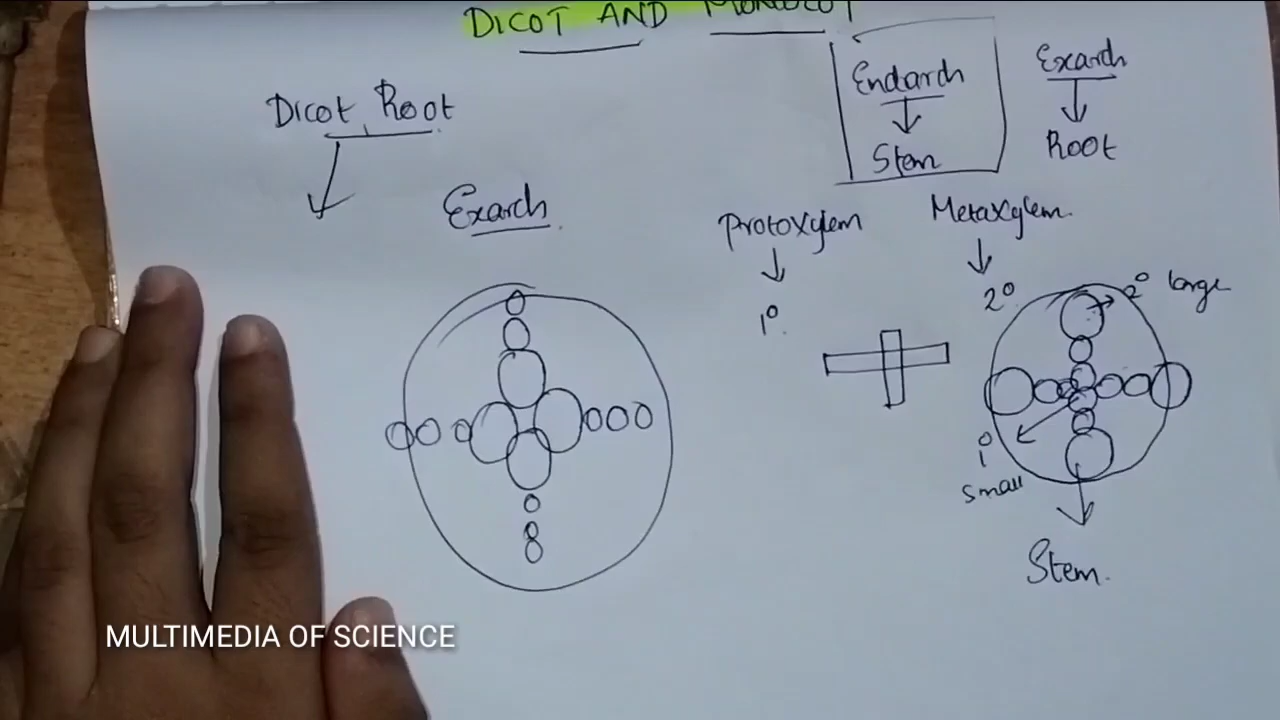 DICOT AND MONOCOT
Dicot Root
Exarch
Endarch
Stem
Exarch
Root
Protoxylem
1°
Metaxylem.
2°
2° large
1°
small
Stem.
MULTIMEDIA OF SCIENCE